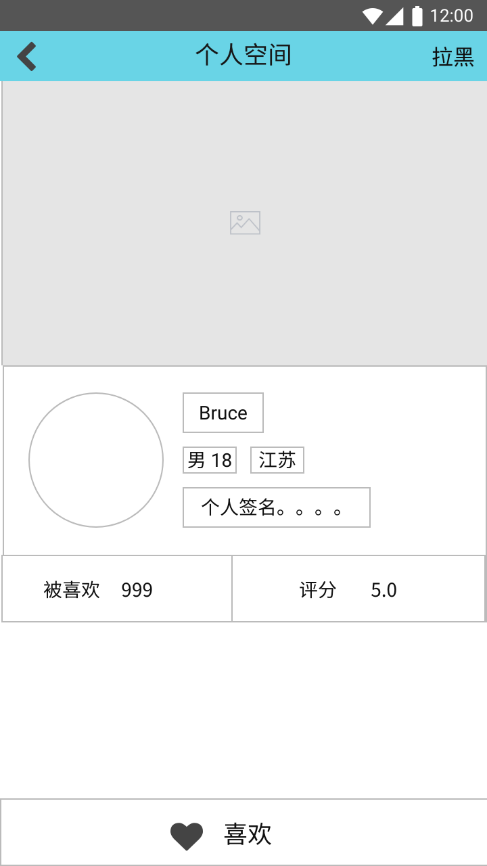 12:00
个人空间 拉黑
Bruce
男 18 江苏
个人签名。。。。
被喜欢 999 评分 5.0
喜欢